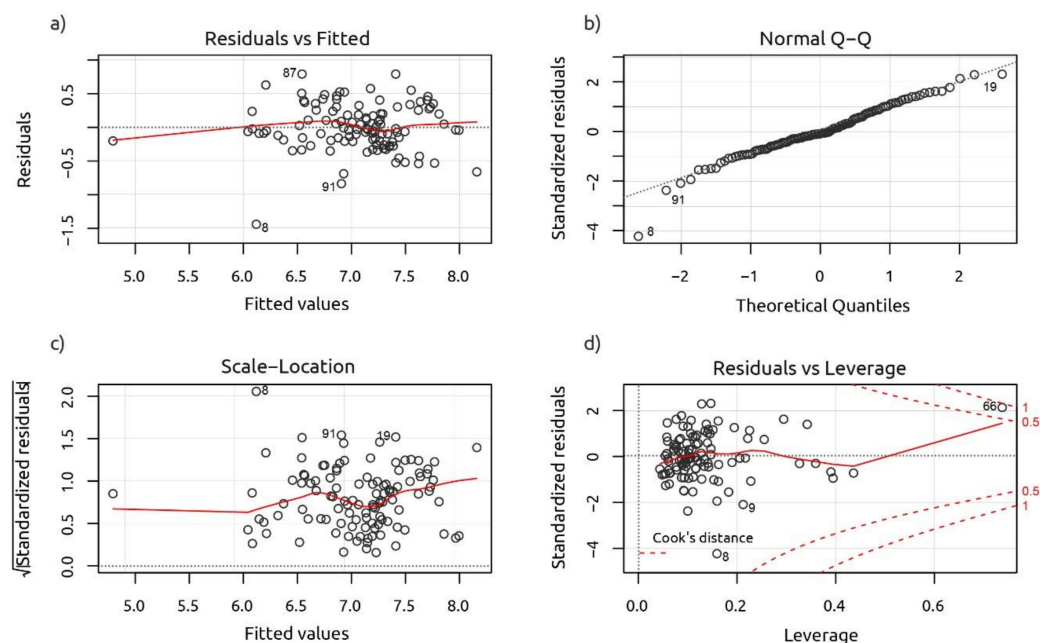 a)
Residuals vs Fitted
Residuals
0.5
−0.5
−1.5
87
91
8
5.0 5.5 6.0 6.5 7.0 7.5 8.0
Fitted values
b)
Normal Q−Q
Standardized residuals
2
0
−2
−4
19
91
8
−2 −1 0 1 2
Theoretical Quantiles
c)
Scale−Location
√|Standardized residuals|
2.0
1.5
1.0
0.5
0.0
8
91 19
5.0 5.5 6.0 6.5 7.0 7.5 8.0
Fitted values
d)
Residuals vs Leverage
Standardized residuals
2
0
−2
−4
66
1
0.5
0.5
1
9
Cook's distance
8
0.0 0.2 0.4 0.6
Leverage